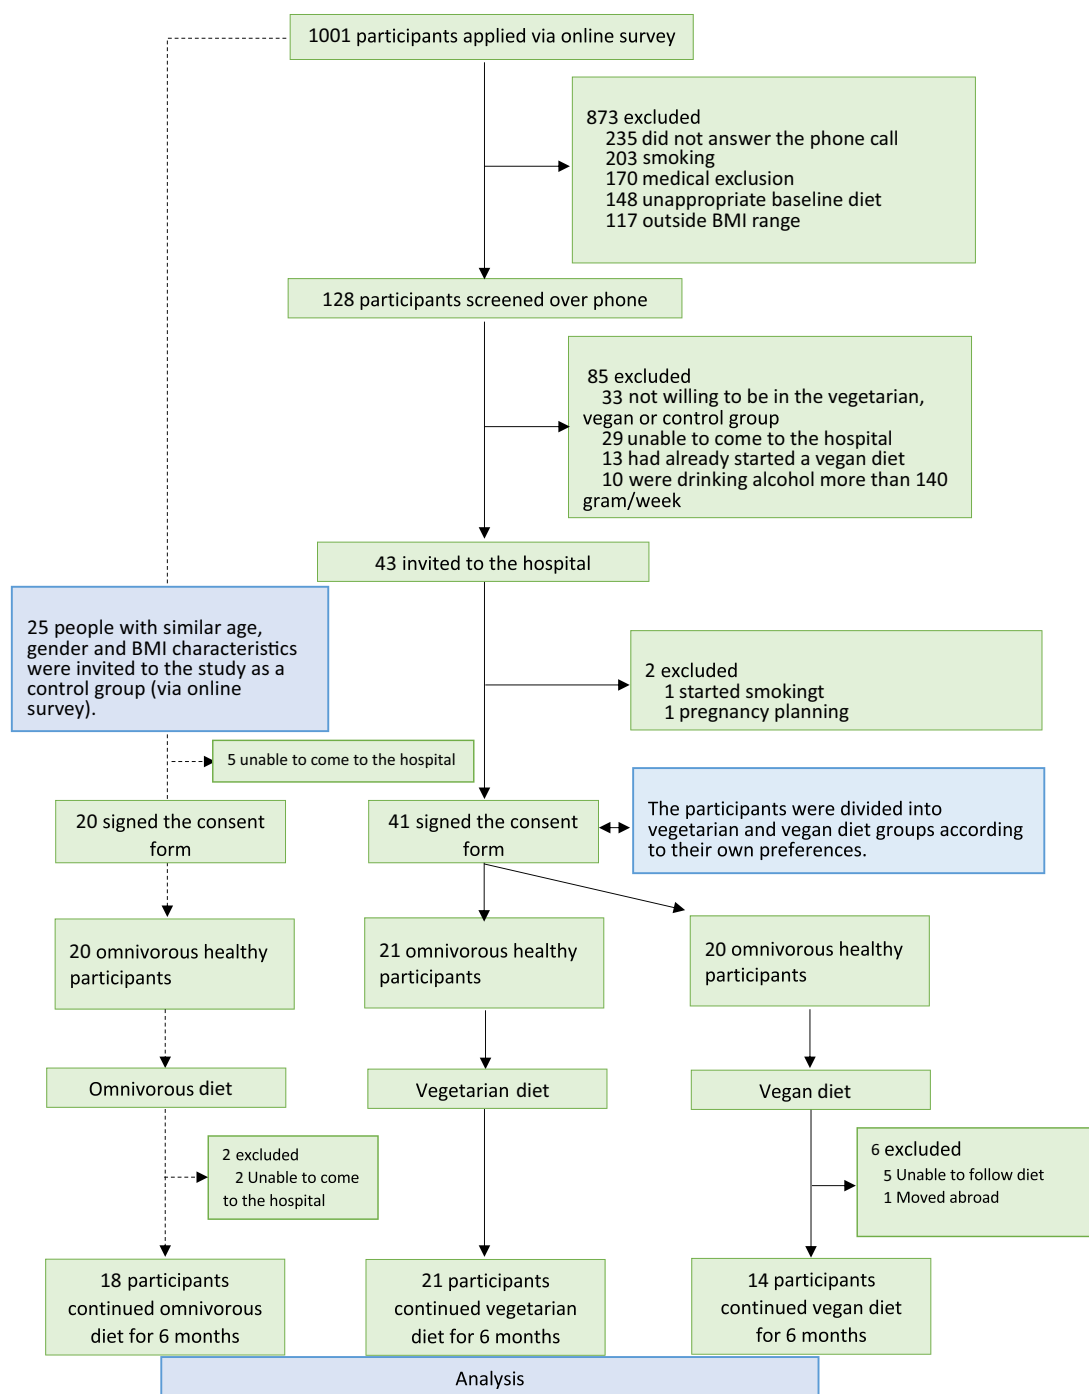 1001 participants applied via online survey
873 excluded
235 did not answer the phone call
203 smoking
170 medical exclusion
148 unappropriate baseline diet
117 outside BMI range
128 participants screened over phone
85 excluded
33 not willing to be in the vegetarian,
vegan or control group
29 unable to come to the hospital
13 had already started a vegan diet
10 were drinking alcohol more than 140
gram/week
43 invited to the hospital
25 people with similar age,
gender and BMI characteristics
were invited to the study as a
control group (via online
survey).
2 excluded
1 started smokingt
1 pregnancy planning
5 unable to come to the hospital
20 signed the consent
form
41 signed the consent
form
The participants were divided into
vegetarian and vegan diet groups according
to their own preferences.
20 omnivorous healthy
participants
21 omnivorous healthy
participants
20 omnivorous healthy
participants
Omnivorous diet
Vegetarian diet
Vegan diet
2 excluded
2 Unable to come
to the hospital
6 excluded
5 Unable to follow diet
1 Moved abroad
18 participants
continued omnivorous
diet for 6 months
21 participants
continued vegetarian
diet for 6 months
14 participants
continued vegan diet
for 6 months
Analysis